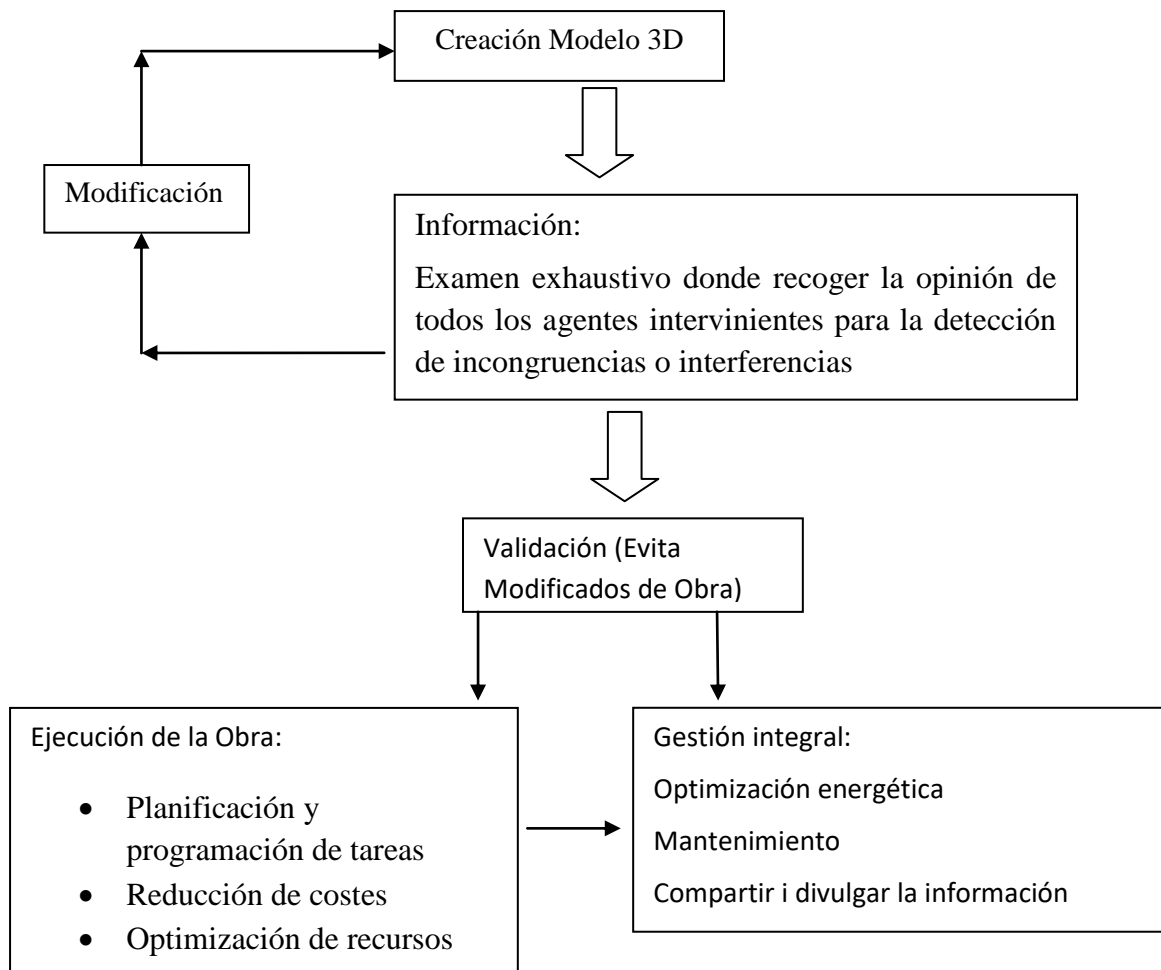 Creación Modelo 3D
Modificación
Información:
Examen exhaustivo donde recoger la opinión de
todos los agentes intervinientes para la detección
de incongruencias o interferencias
Validación (Evita
Modificados de Obra)
Ejecución de la Obra:
• Planificación y
programación de tareas
• Reducción de costes
• Optimización de recursos
Gestión integral:
Optimización energética
Mantenimiento
Compartir i divulgar la información